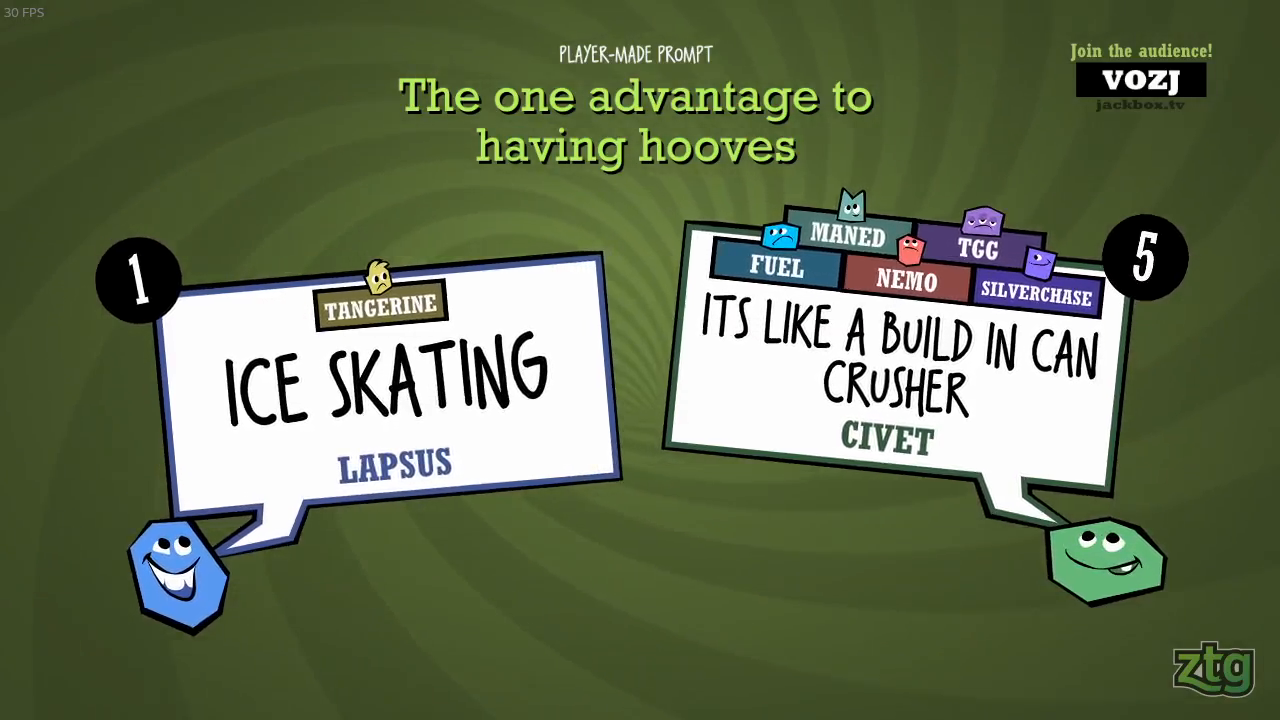 30 FPS
PLAYER-MADE PROMPT
The one advantage to
having hooves
Join the audience!
VOZJ
jackbox.tv
1
TANGERINE
ICE SKATING
LAPSUS
MANED
TGG
FUEL
NEMO
SILVERCHASE
5
ITS LIKE A BUILD IN CAN
CRUSHER
CIVET
ztg